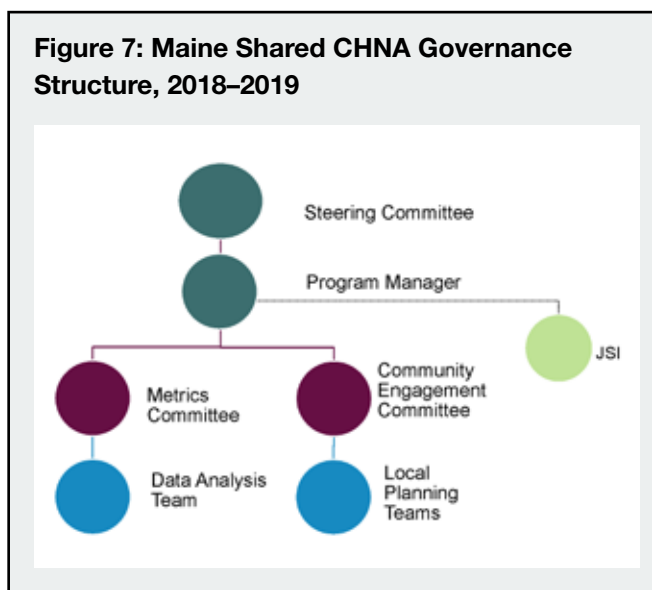 Figure 7: Maine Shared CHNA Governance
Structure, 2018–2019
Steering Committee
Program Manager
JSI
Metrics
Committee
Community
Engagement
Committee
Data Analysis
Team
Local
Planning
Teams